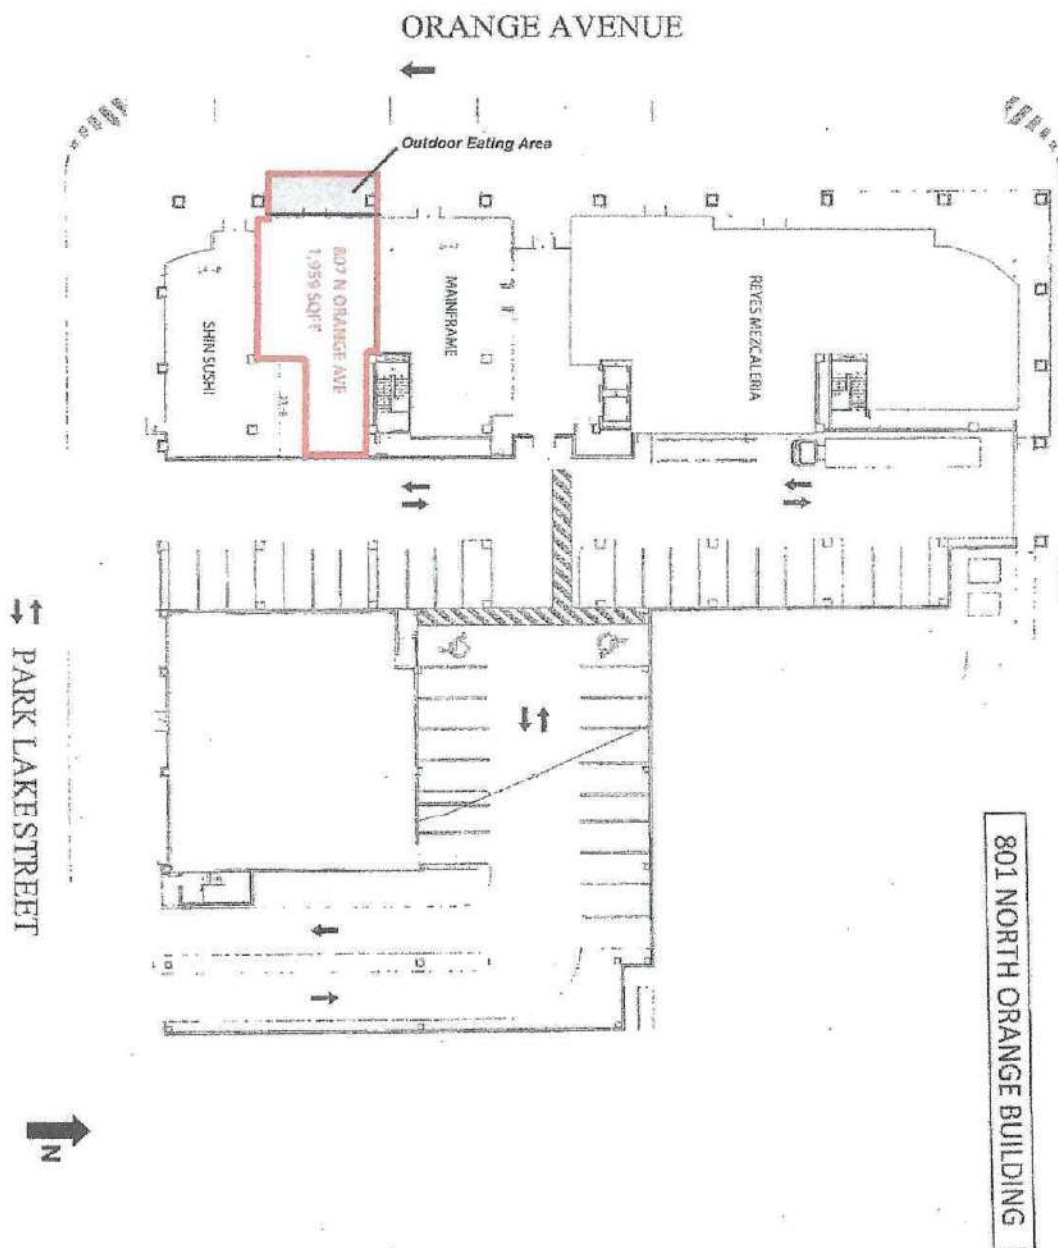 ORANGE AVENUE
Outdoor Eating Area
807 N ORANGE AVE
1,959 SQFT
SHIN SUSHI
MAINFRAME
REYES MEZCALERIA
PARK LAKE STREET
801 NORTH ORANGE BUILDING
N